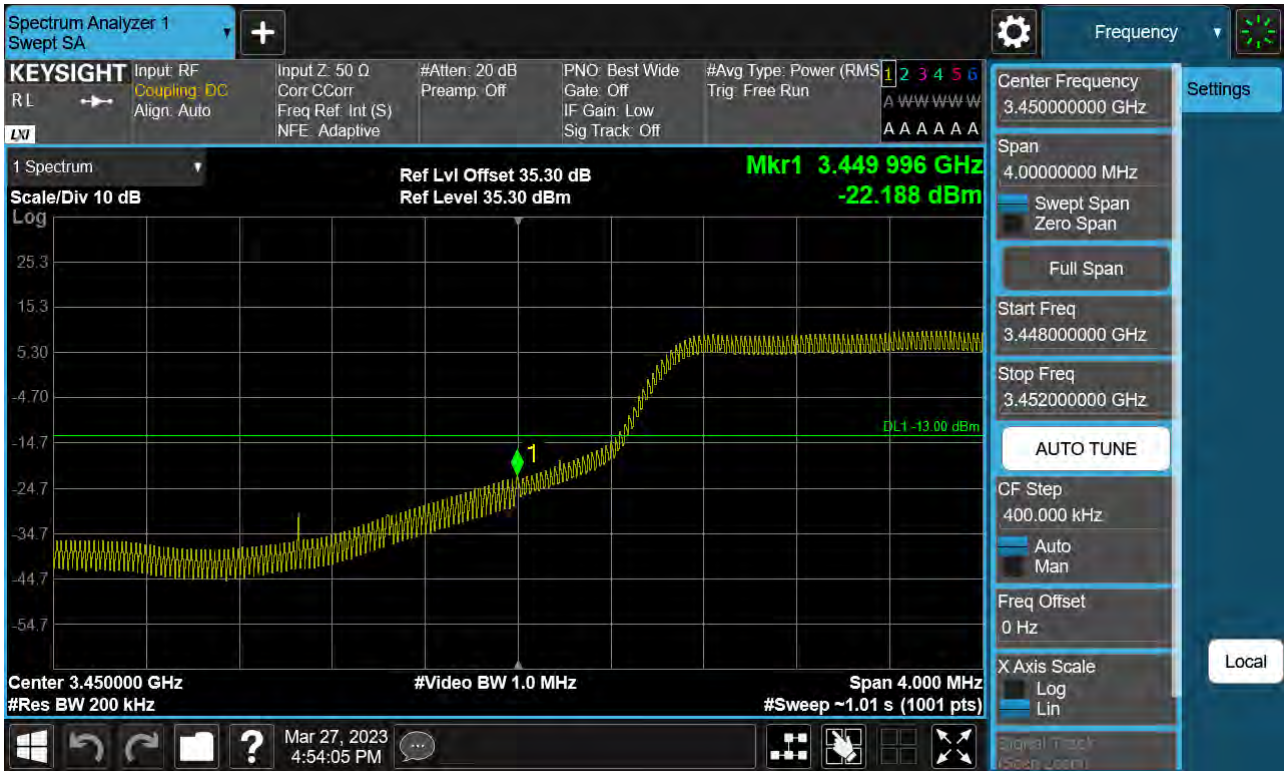 Spectrum Analyzer 1
Swept SA
Frequency
KEYSIGHT
RL
LXI
Input: RF
Coupling: DC
Align: Auto
Input Z: 50 Ω
Corr CCorr
Freq Ref: Int (S)
NFE: Adaptive
#Atten: 20 dB
Preamp: Off
PNO: Best Wide
Gate: Off
IF Gain: Low
Sig Track: Off
#Avg Type: Power (RMS
Trig: Free Run
1 2 3 4 5 6
A W W W W W
A A A A A A
1 Spectrum
Scale/Div 10 dB
Log
Ref Lvl Offset 35.30 dB
Ref Level 35.30 dBm
Mkr1 3.449 996 GHz
-22.188 dBm
25.3
15.3
5.30
-4.70
-14.7
-24.7
-34.7
-44.7
-54.7
DL1 -13.00 dBm
1
Center 3.450000 GHz
#Res BW 200 kHz
#Video BW 1.0 MHz
Span 4.000 MHz
#Sweep ~1.01 s (1001 pts)
Center Frequency
3.450000000 GHz
Settings
Span
4.00000000 MHz
Swept Span
Zero Span
Full Span
Start Freq
3.448000000 GHz
Stop Freq
3.452000000 GHz
AUTO TUNE
CF Step
400.000 kHz
Auto
Man
Freq Offset
0 Hz
X Axis Scale
Log
Lin
Local
Signal Track
(Span Zoom)
?
Mar 27, 2023
4:54:05 PM